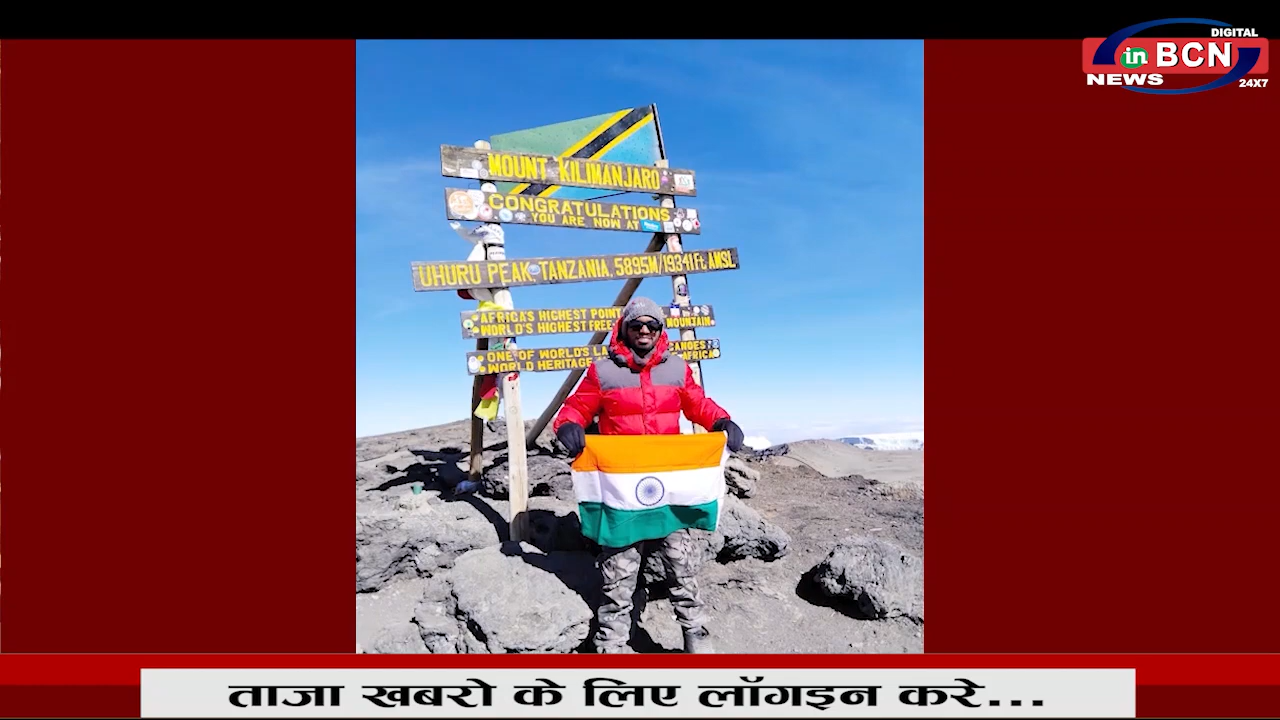 DIGITAL
in BCN
NEWS
24X7
MOUNT KILIMANJARO
CONGRATULATIONS
YOU ARE NOW AT
UHURU PEAK, TANZANIA, 5895M/19341Ft. AMSL
AFRICA'S HIGHEST POINT
WORLD'S HIGHEST FREE MOUNTAIN
ONE OF WORLD'S
WORLD HERITAGE AFRICA
ताजा खबरो के लिए लॉगइन करे...